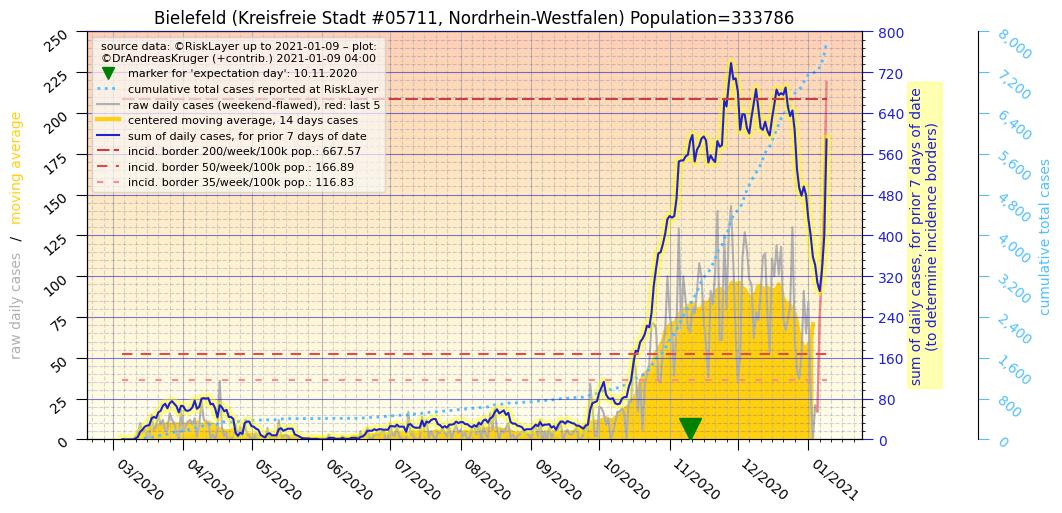 Bielefeld (Kreisfreie Stadt #05711, Nordrhein-Westfalen) Population=333786
source data: ©RiskLayer up to 2021-01-09 – plot:
©DrAndreasKruger (+contrib.) 2021-01-09 04:00
marker for 'expectation day': 10.11.2020
cumulative total cases reported at RiskLayer
raw daily cases (weekend-flawed), red: last 5
centered moving average, 14 days cases
sum of daily cases, for prior 7 days of date
incid. border 200/week/100k pop.: 667.57
incid. border 50/week/100k pop.: 166.89
incid. border 35/week/100k pop.: 116.83
raw daily cases / moving average
250
225
200
175
150
125
100
75
50
25
0
03/2020
04/2020
05/2020
06/2020
07/2020
08/2020
09/2020
10/2020
11/2020
12/2020
01/2021
800
720
640
560
480
400
320
240
160
80
0
sum of daily cases, for prior 7 days of date
(to determine incidence borders)
8,000
7,200
6,400
5,600
4,800
4,000
3,200
2,400
1,600
800
0
cumulative total cases